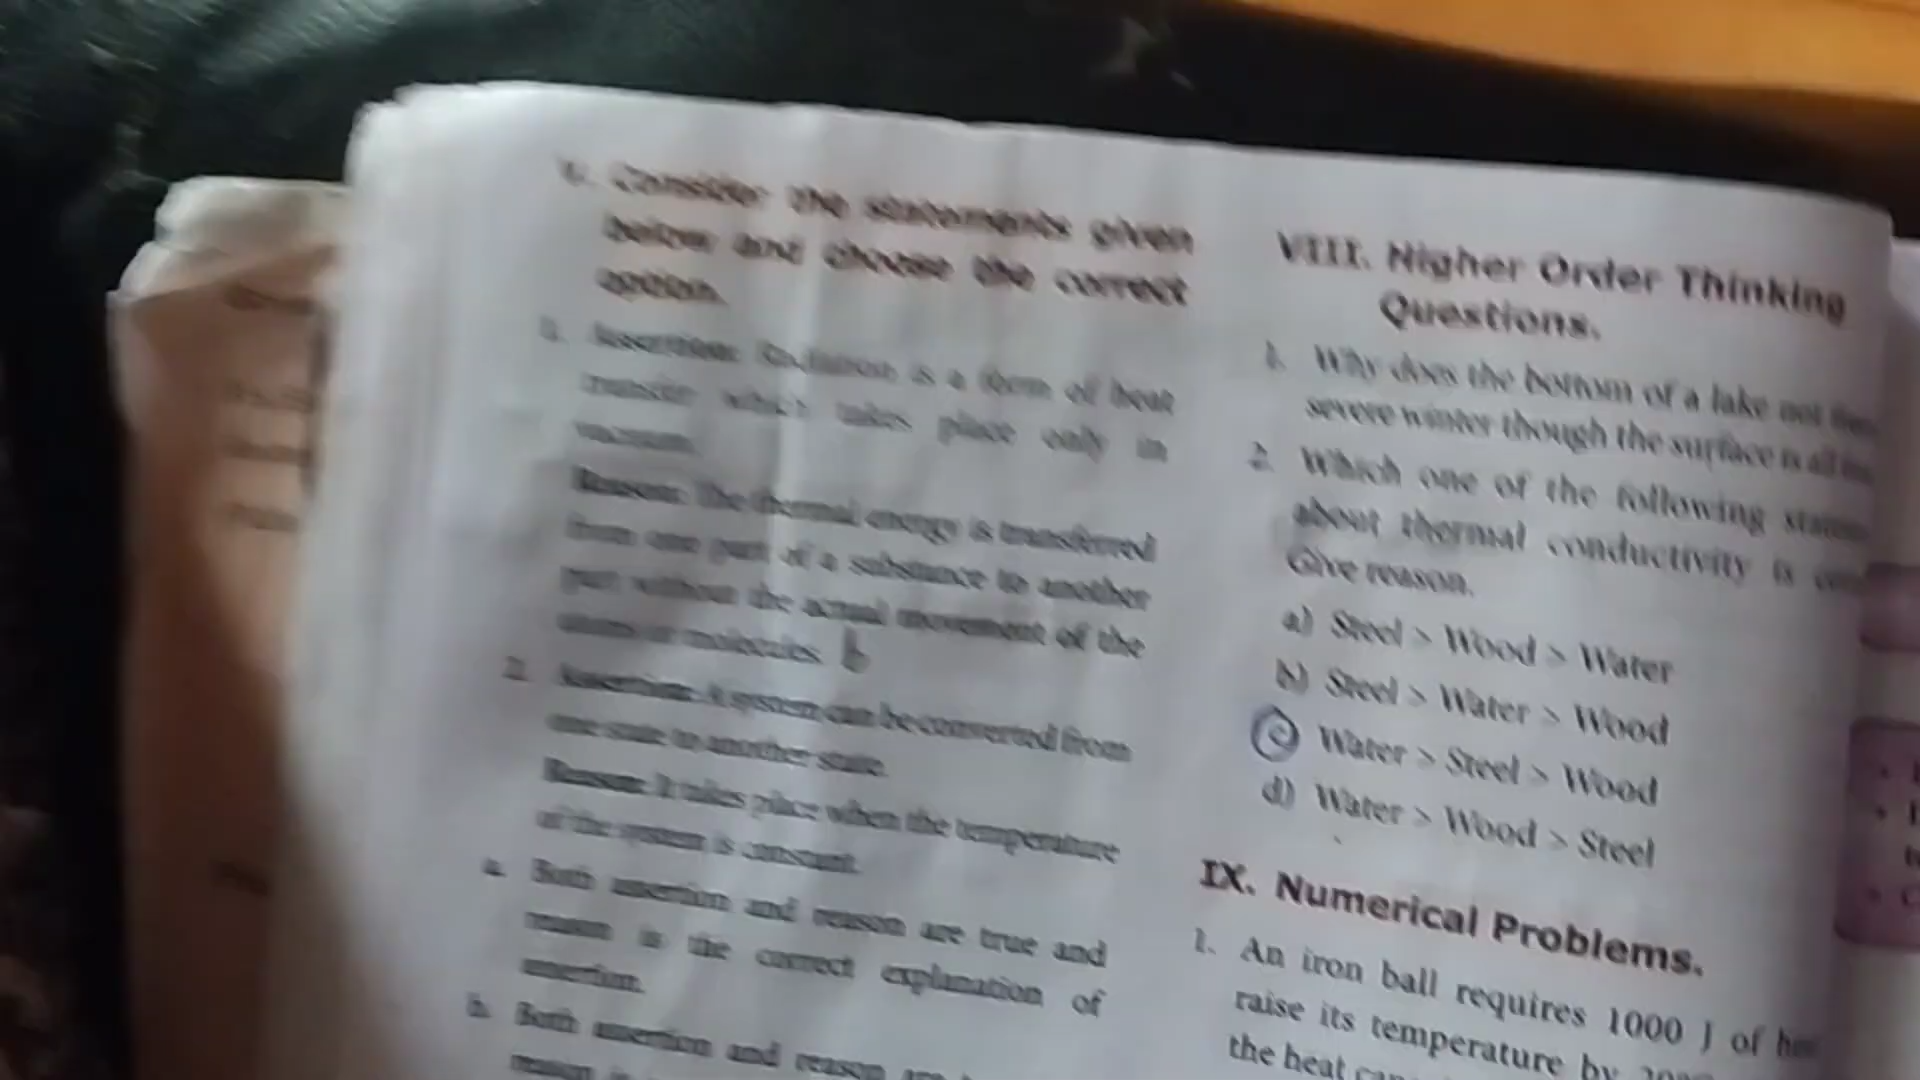 V. Consider the statements given
below and choose the correct
option.
1. Assertion: Radiation is a form of heat
transfer which takes place only in
vacuum.
Reason: The thermal energy is transferred
from one part of a substance to another
part without the actual movement of the
atoms or molecules. b
2. Assertion: A system can be converted from
one state to another state.
Reason: It takes place when the temperature
of the system is constant.
a. Both assertion and reason are true and
reason is the correct explanation of
assertion.
b. Both assertion and reason are
reason
VIII. Higher Order Thinking
Questions.
1. Why does the bottom of a lake not
severe winter though the surface is all
2. Which one of the following
about thermal conductivity is
Give reason.
a) Steel > Wood > Water
b) Steel > Water > Wood
c Water > Steel > Wood
d) Water > Wood > Steel
IX. Numerical Problems.
1. An iron ball requires 1000 J of
raise its temperature by
the heat